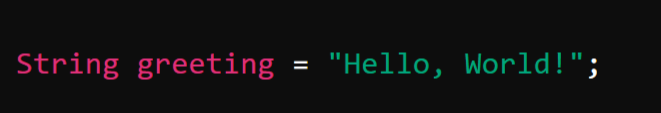 String greeting = "Hello, World!";